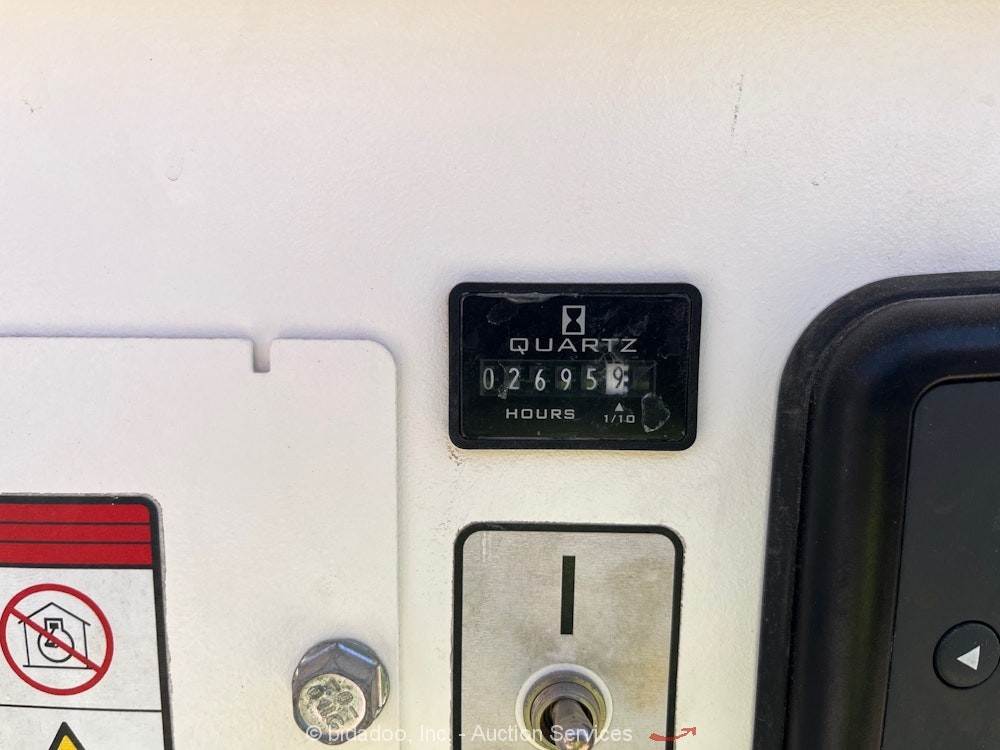 QUARTZ
026959
HOURS
1/10
© bidadoo, Inc. - Auction Services